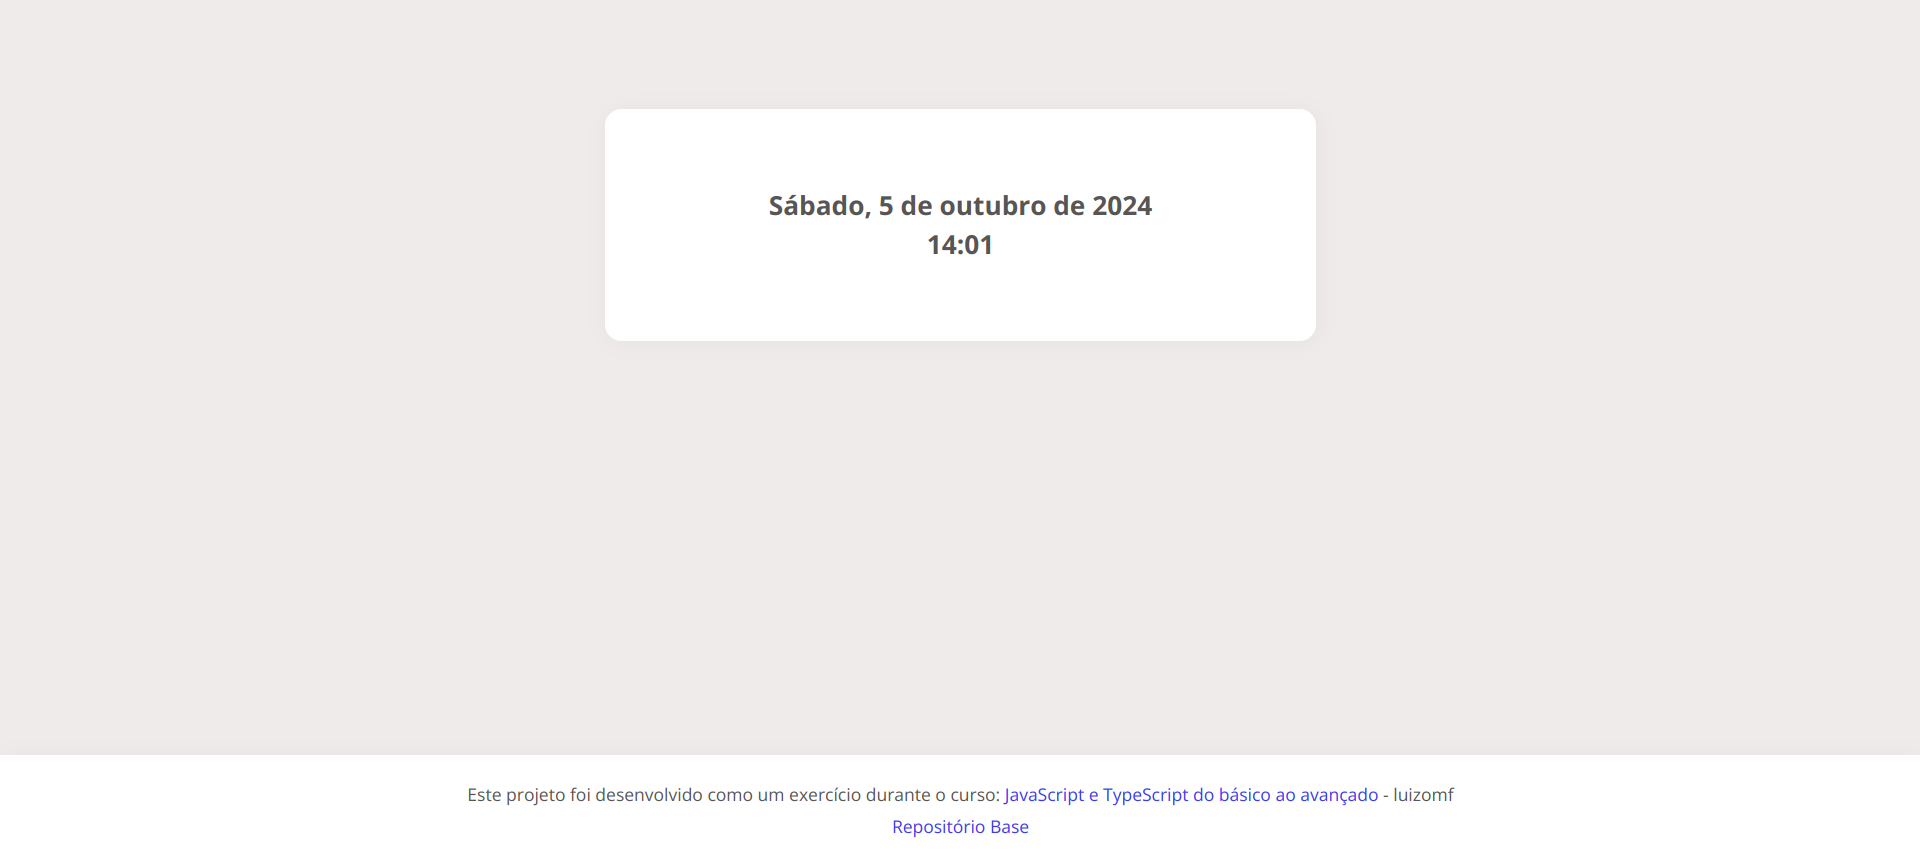 Sábado, 5 de outubro de 2024
14:01
Este projeto foi desenvolvido como um exercício durante o curso: JavaScript e TypeScript do básico ao avançado - luizomf
Repositório Base